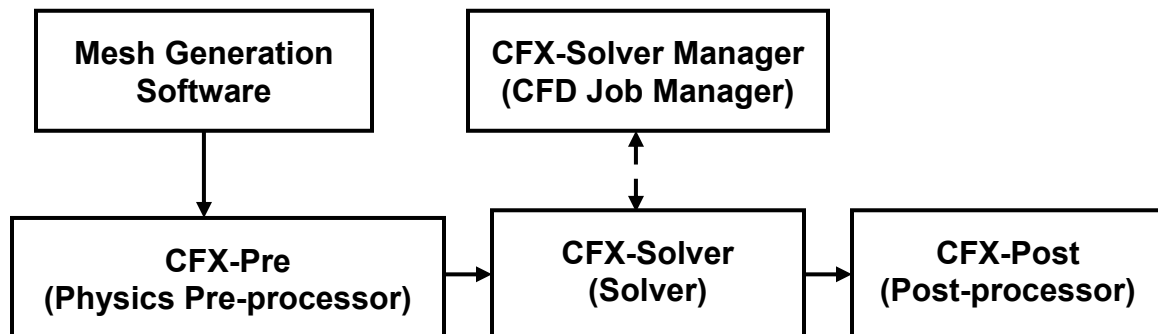 Mesh Generation
Software
CFX-Solver Manager
(CFD Job Manager)
CFX-Pre
(Physics Pre-processor)
CFX-Solver
(Solver)
CFX-Post
(Post-processor)